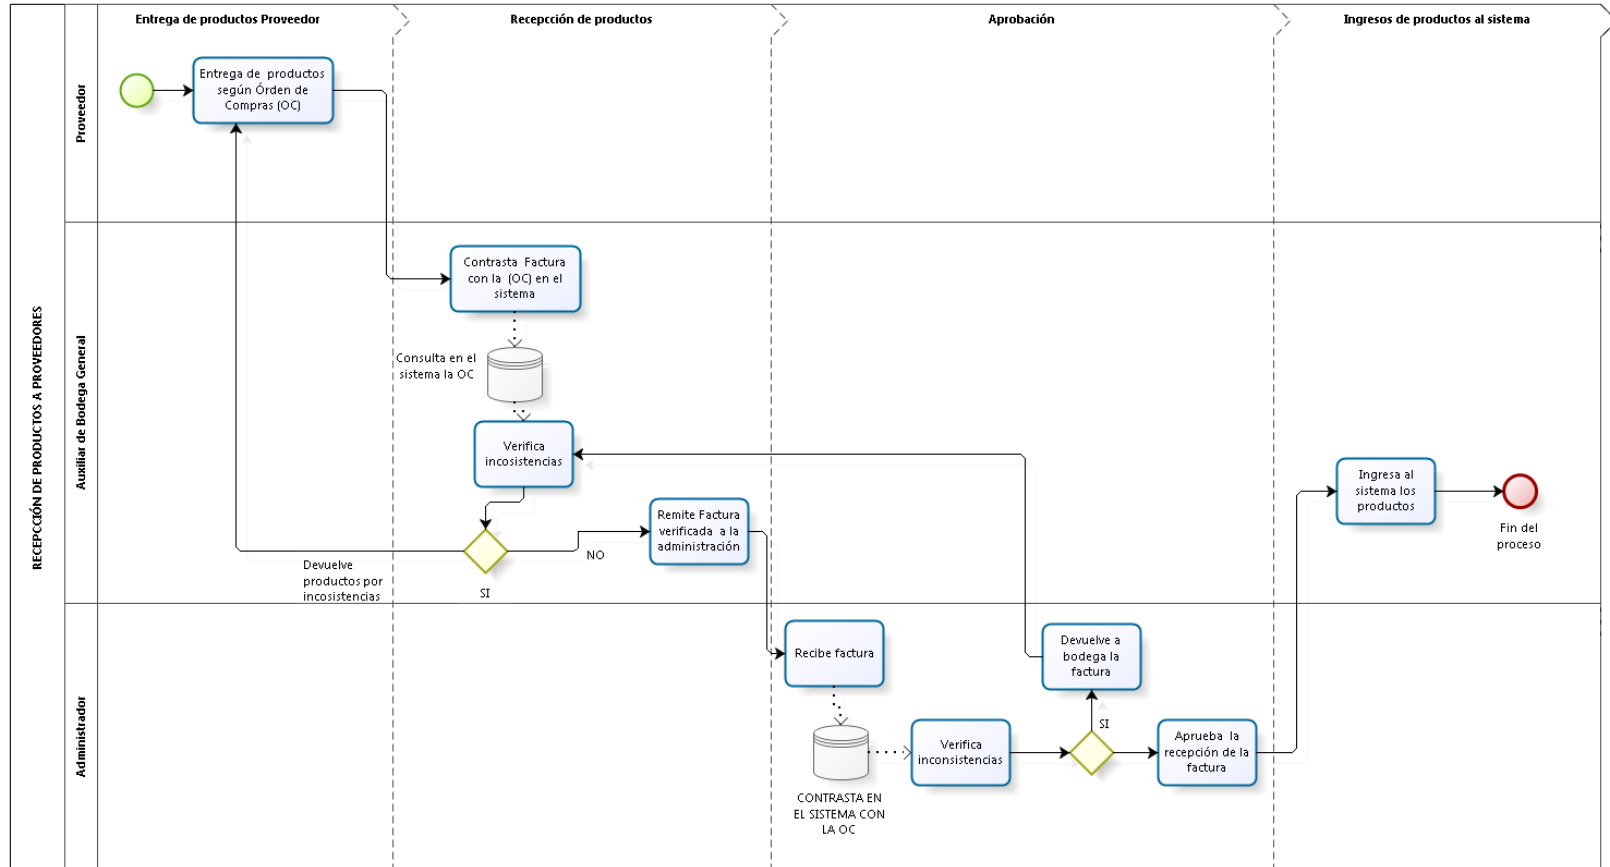 Entrega de productos Proveedor
Recepcción de productos
Aprobación
Ingresos de productos al sistema
RECEPCCIÓN DE PRODUCTOS A PROVEEDORES
Proveedor
Entrega de productos
según Órden de
Compras (OC)
Auxiliar de Bodega General
Contrasta Factura
con la (OC) en el
sistema
Consulta en el
sistema la OC
Verifica
incosistencias
Devuelve
productos por
incosistencias
SI
NO
Remite Factura
verificada a la
administración
Ingresa al
sistema los
productos
Fin del
proceso
Administrador
Recibe factura
CONTRASTA EN
EL SISTEMA CON
LA OC
Verifica
inconsistencias
Devuelve a
bodega la
factura
SI
Aprueba la
recepción de la
factura